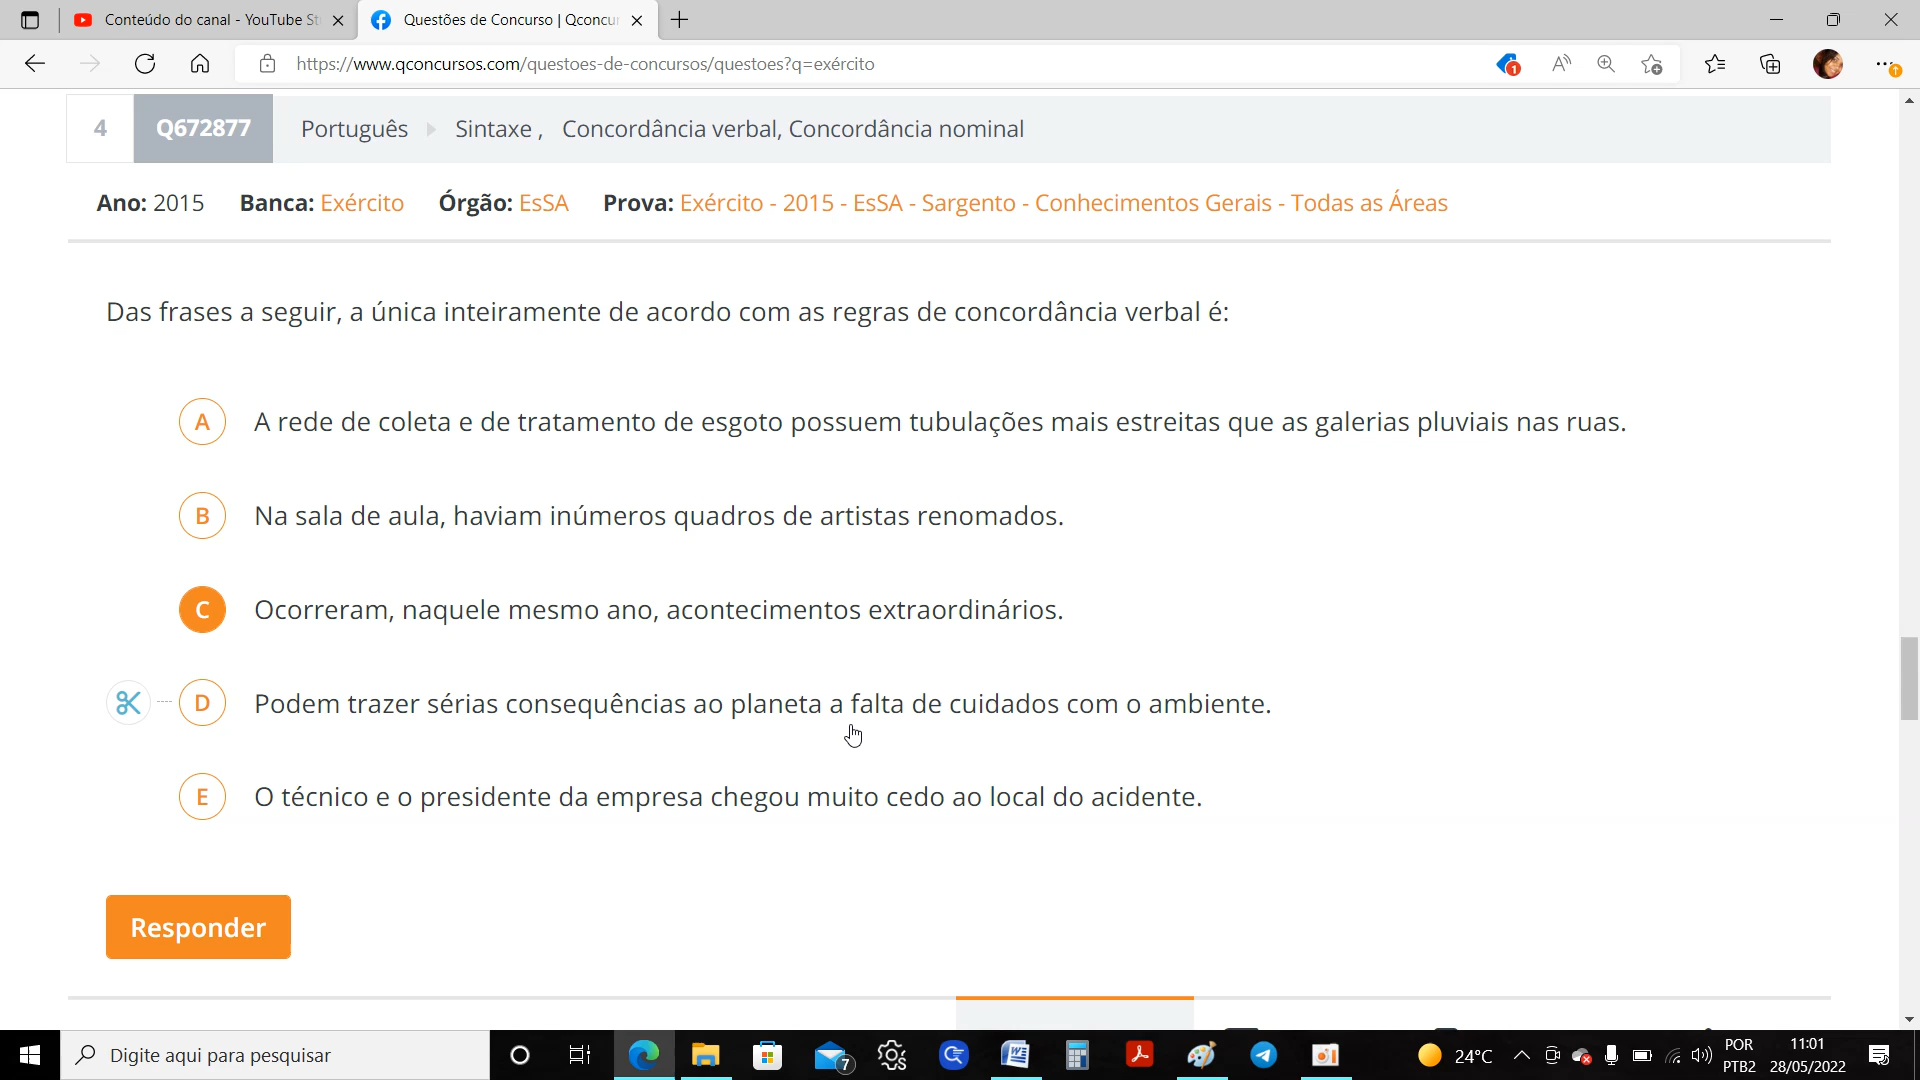 Conteúdo do canal - YouTube St
Questões de Concurso | Qconcur
https://www.qconcursos.com/questoes-de-concursos/questoes?q=exército
1
4
Q672877
Português
Sintaxe , Concordância verbal, Concordância nominal
Ano: 2015 Banca: Exército Órgão: EsSA Prova: Exército - 2015 - EsSA - Sargento - Conhecimentos Gerais - Todas as Áreas
Das frases a seguir, a única inteiramente de acordo com as regras de concordância verbal é:
A A rede de coleta e de tratamento de esgoto possuem tubulações mais estreitas que as galerias pluviais nas ruas.
B Na sala de aula, haviam inúmeros quadros de artistas renomados.
C Ocorreram, naquele mesmo ano, acontecimentos extraordinários.
D Podem trazer sérias consequências ao planeta a falta de cuidados com o ambiente.
E O técnico e o presidente da empresa chegou muito cedo ao local do acidente.
Responder
Digite aqui para pesquisar
7
24°C
POR
PTB2
11:01
28/05/2022